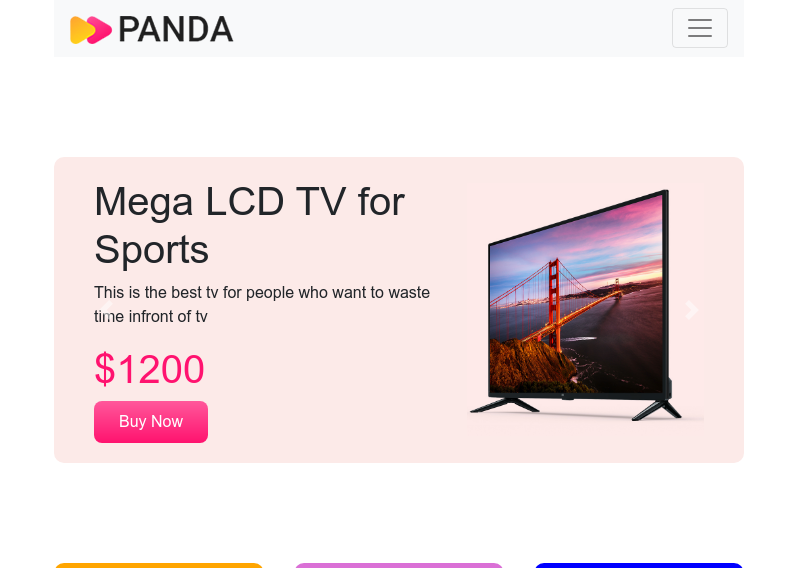 PANDA
Mega LCD TV for
Sports
This is the best tv for people who want to waste
time infront of tv
$1200
Buy Now